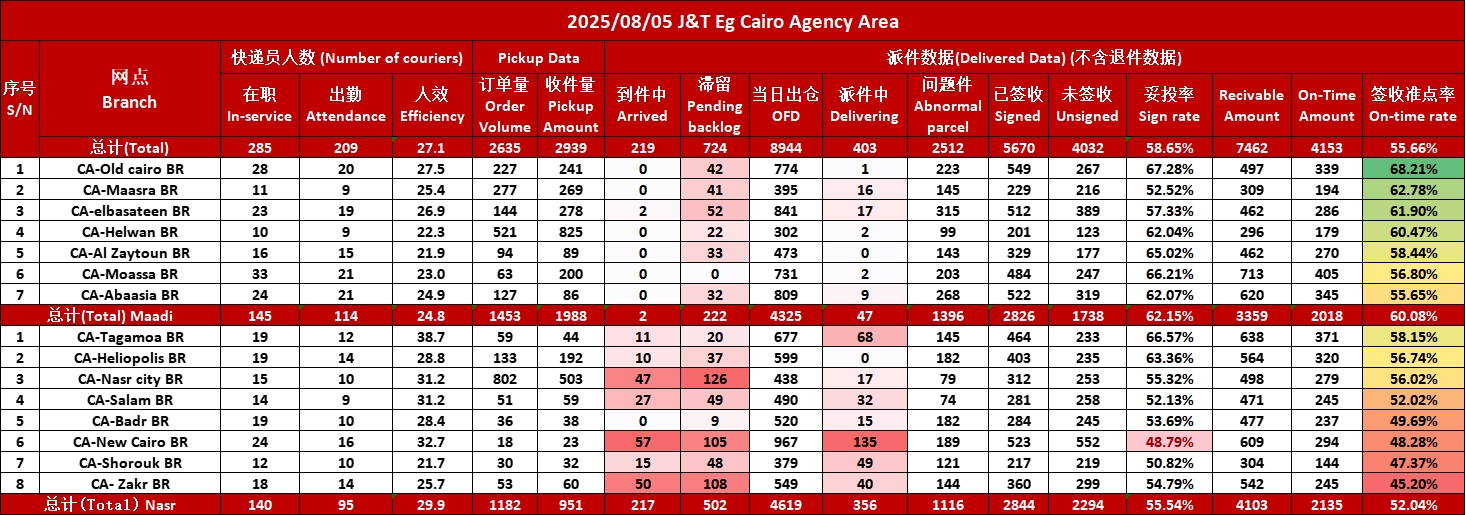 2025/08/05 J&T Eg Cairo Agency Area
序号 S/N 网点 Branch 快递员人数 (Number of couriers) Pickup Data 派件数据(Delivered Data) (不含退件数据)
在职 In-service 出勤 Attendance 人效 Efficiency 订单量 Order Volume 收件量 Pickup Amount 到件中 Arrived 滞留 Pending backlog 当日出仓 OFD 派件中 Delivering 问题件 Abnormal parcel 已签收 Signed 未签收 Unsigned 妥投率 Sign rate Recivable Amount On-Time Amount 签收准点率 On-time rate
总计(Total) 285 209 27.1 2635 2939 219 724 8944 403 2512 5670 4032 58.65% 7462 4153 55.66%
1 CA-Old cairo BR 28 20 27.5 227 241 0 42 774 1 223 549 267 67.28% 497 339 68.21%
2 CA-Maasra BR 11 9 25.4 277 269 0 41 395 16 145 229 216 52.52% 309 194 62.78%
3 CA-elbasateen BR 23 19 26.9 144 278 2 52 841 17 315 512 389 57.33% 462 286 61.90%
4 CA-Helwan BR 10 9 22.3 521 825 0 22 302 2 99 201 123 62.04% 296 179 60.47%
5 CA-Al Zaytoun BR 16 15 21.9 94 89 0 33 473 0 143 329 177 65.02% 462 270 58.44%
6 CA-Moassa BR 33 21 23.0 63 200 0 0 731 2 203 484 247 66.21% 713 405 56.80%
7 CA-Abaasia BR 24 21 24.9 127 86 0 32 809 9 268 522 319 62.07% 620 345 55.65%
总计(Total) Maadi 145 114 24.8 1453 1988 2 222 4325 47 1396 2826 1738 62.15% 3359 2018 60.08%
1 CA-Tagamoa BR 19 12 38.7 59 44 11 20 677 68 145 464 233 66.57% 638 371 58.15%
2 CA-Heliopolis BR 19 14 28.8 133 192 10 37 599 0 182 403 235 63.36% 564 320 56.74%
3 CA-Nasr city BR 15 10 31.2 802 503 47 126 438 17 79 312 253 55.32% 498 279 56.02%
4 CA-Salam BR 14 9 31.2 51 59 27 49 490 32 74 281 258 52.13% 471 245 52.02%
5 CA-Badr BR 19 10 28.4 36 38 0 9 520 15 182 284 245 53.69% 477 237 49.69%
6 CA-New Cairo BR 24 16 32.7 18 23 57 105 967 135 189 523 552 48.79% 609 294 48.28%
7 CA-Shorouk BR 12 10 21.7 30 32 15 48 379 49 121 217 219 50.82% 304 144 47.37%
8 CA- Zakr BR 18 14 25.7 53 60 50 108 549 40 144 360 299 54.79% 542 245 45.20%
总计(Total) Nasr 140 95 29.9 1182 951 217 502 4619 356 1116 2844 2294 55.54% 4103 2135 52.04%